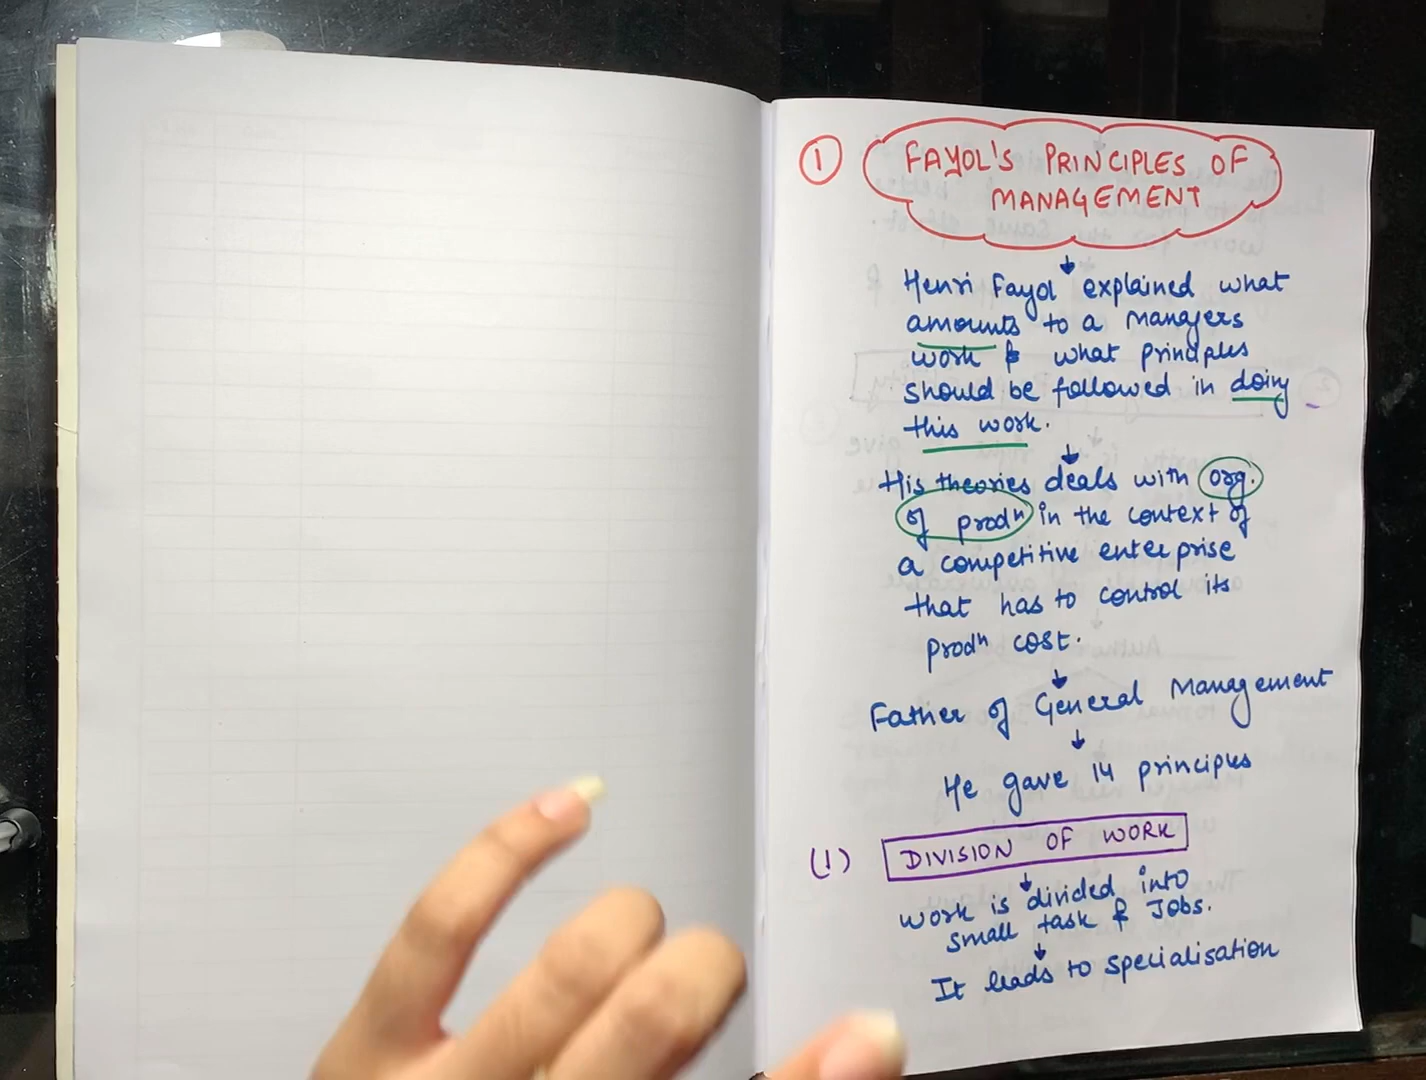 1 FAYOL'S PRINCIPLES OF
MANAGEMENT
Henri Fayol explained what
amounts to a managers
work & what principles
should be followed in doing
this work.
His theories deals with org.
of prodⁿ in the context of
a competitive enterprise
that has to control its
prodⁿ cost.
Father of General Management
He gave 14 principles
(1) DIVISION OF WORK
Work is divided into
small task & Jobs.
It leads to specialisation